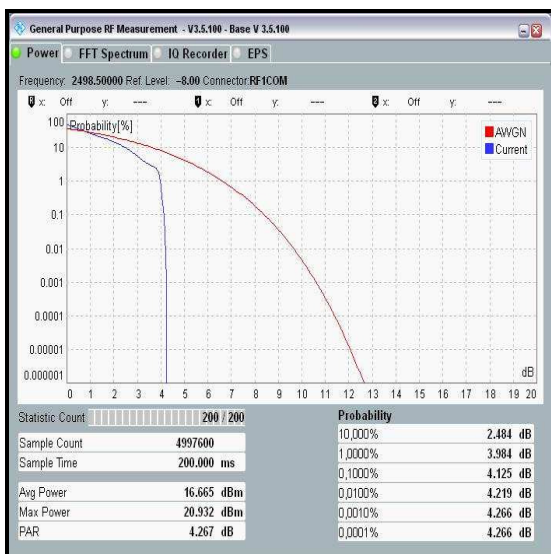 General Purpose RF Measurement - V3.5.100 - Base V 3.5.100
Power FFT Spectrum IQ Recorder EPS
Frequency: 2498.50000 Ref. Level: -8.00 Connector:RF1COM
x: Off y: --- 1 x: Off y: --- 2 x: Off y: ---
Probability[%]
AWGN
Current
100
10
1
0.1
0.01
0.001
0.0001
0.00001
0.000001
dB
0 1 2 3 4 5 6 7 8 9 10 11 12 13 14 15 16 17 18 19 20
Statistic Count 200 / 200
Sample Count 4997600
Sample Time 200.000 ms
Avg Power 16.665 dBm
Max Power 20.932 dBm
PAR 4.267 dB
Probability
10,000% 2.484 dB
1,0000% 3.984 dB
0,1000% 4.125 dB
0,0100% 4.219 dB
0,0010% 4.266 dB
0,0001% 4.266 dB